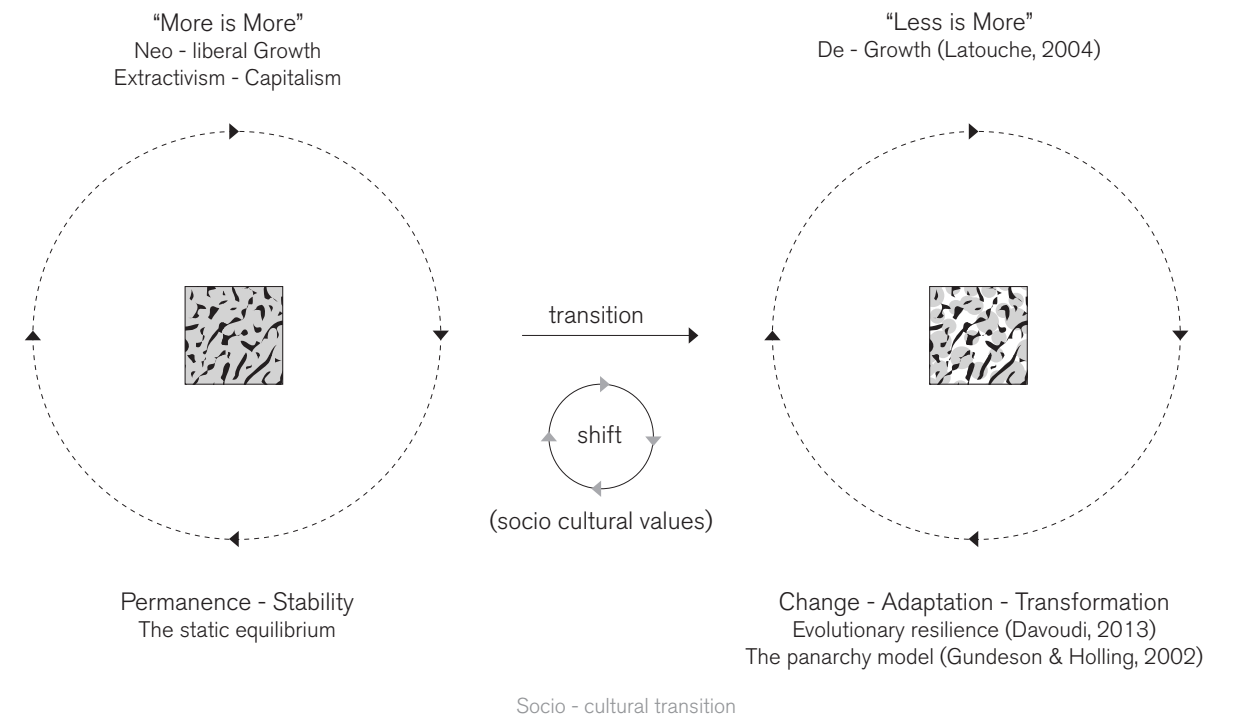 “More is More”
Neo - liberal Growth
Extractivism - Capitalism
“Less is More”
De - Growth (Latouche, 2004)
transition
shift
(socio cultural values)
Permanence - Stability
The static equilibrium
Change - Adaptation - Transformation
Evolutionary resilience (Davoudi, 2013)
The panarchy model (Gundeson & Holling, 2002)
Socio - cultural transition